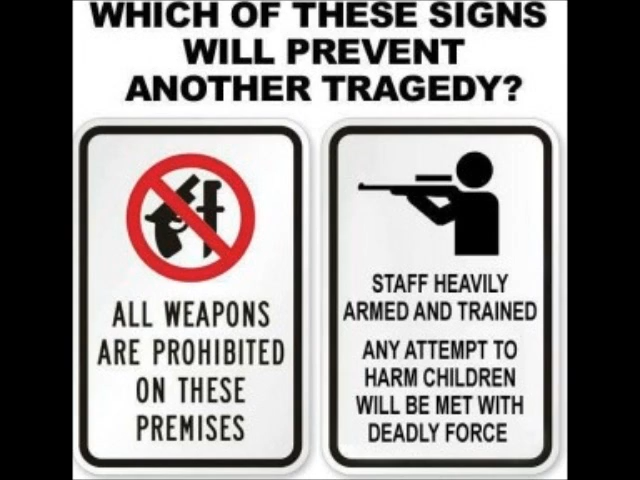 WHICH OF THESE SIGNS
WILL PREVENT
ANOTHER TRAGEDY?
ALL WEAPONS
ARE PROHIBITED
ON THESE
PREMISES
STAFF HEAVILY
ARMED AND TRAINED
ANY ATTEMPT TO
HARM CHILDREN
WILL BE MET WITH
DEADLY FORCE